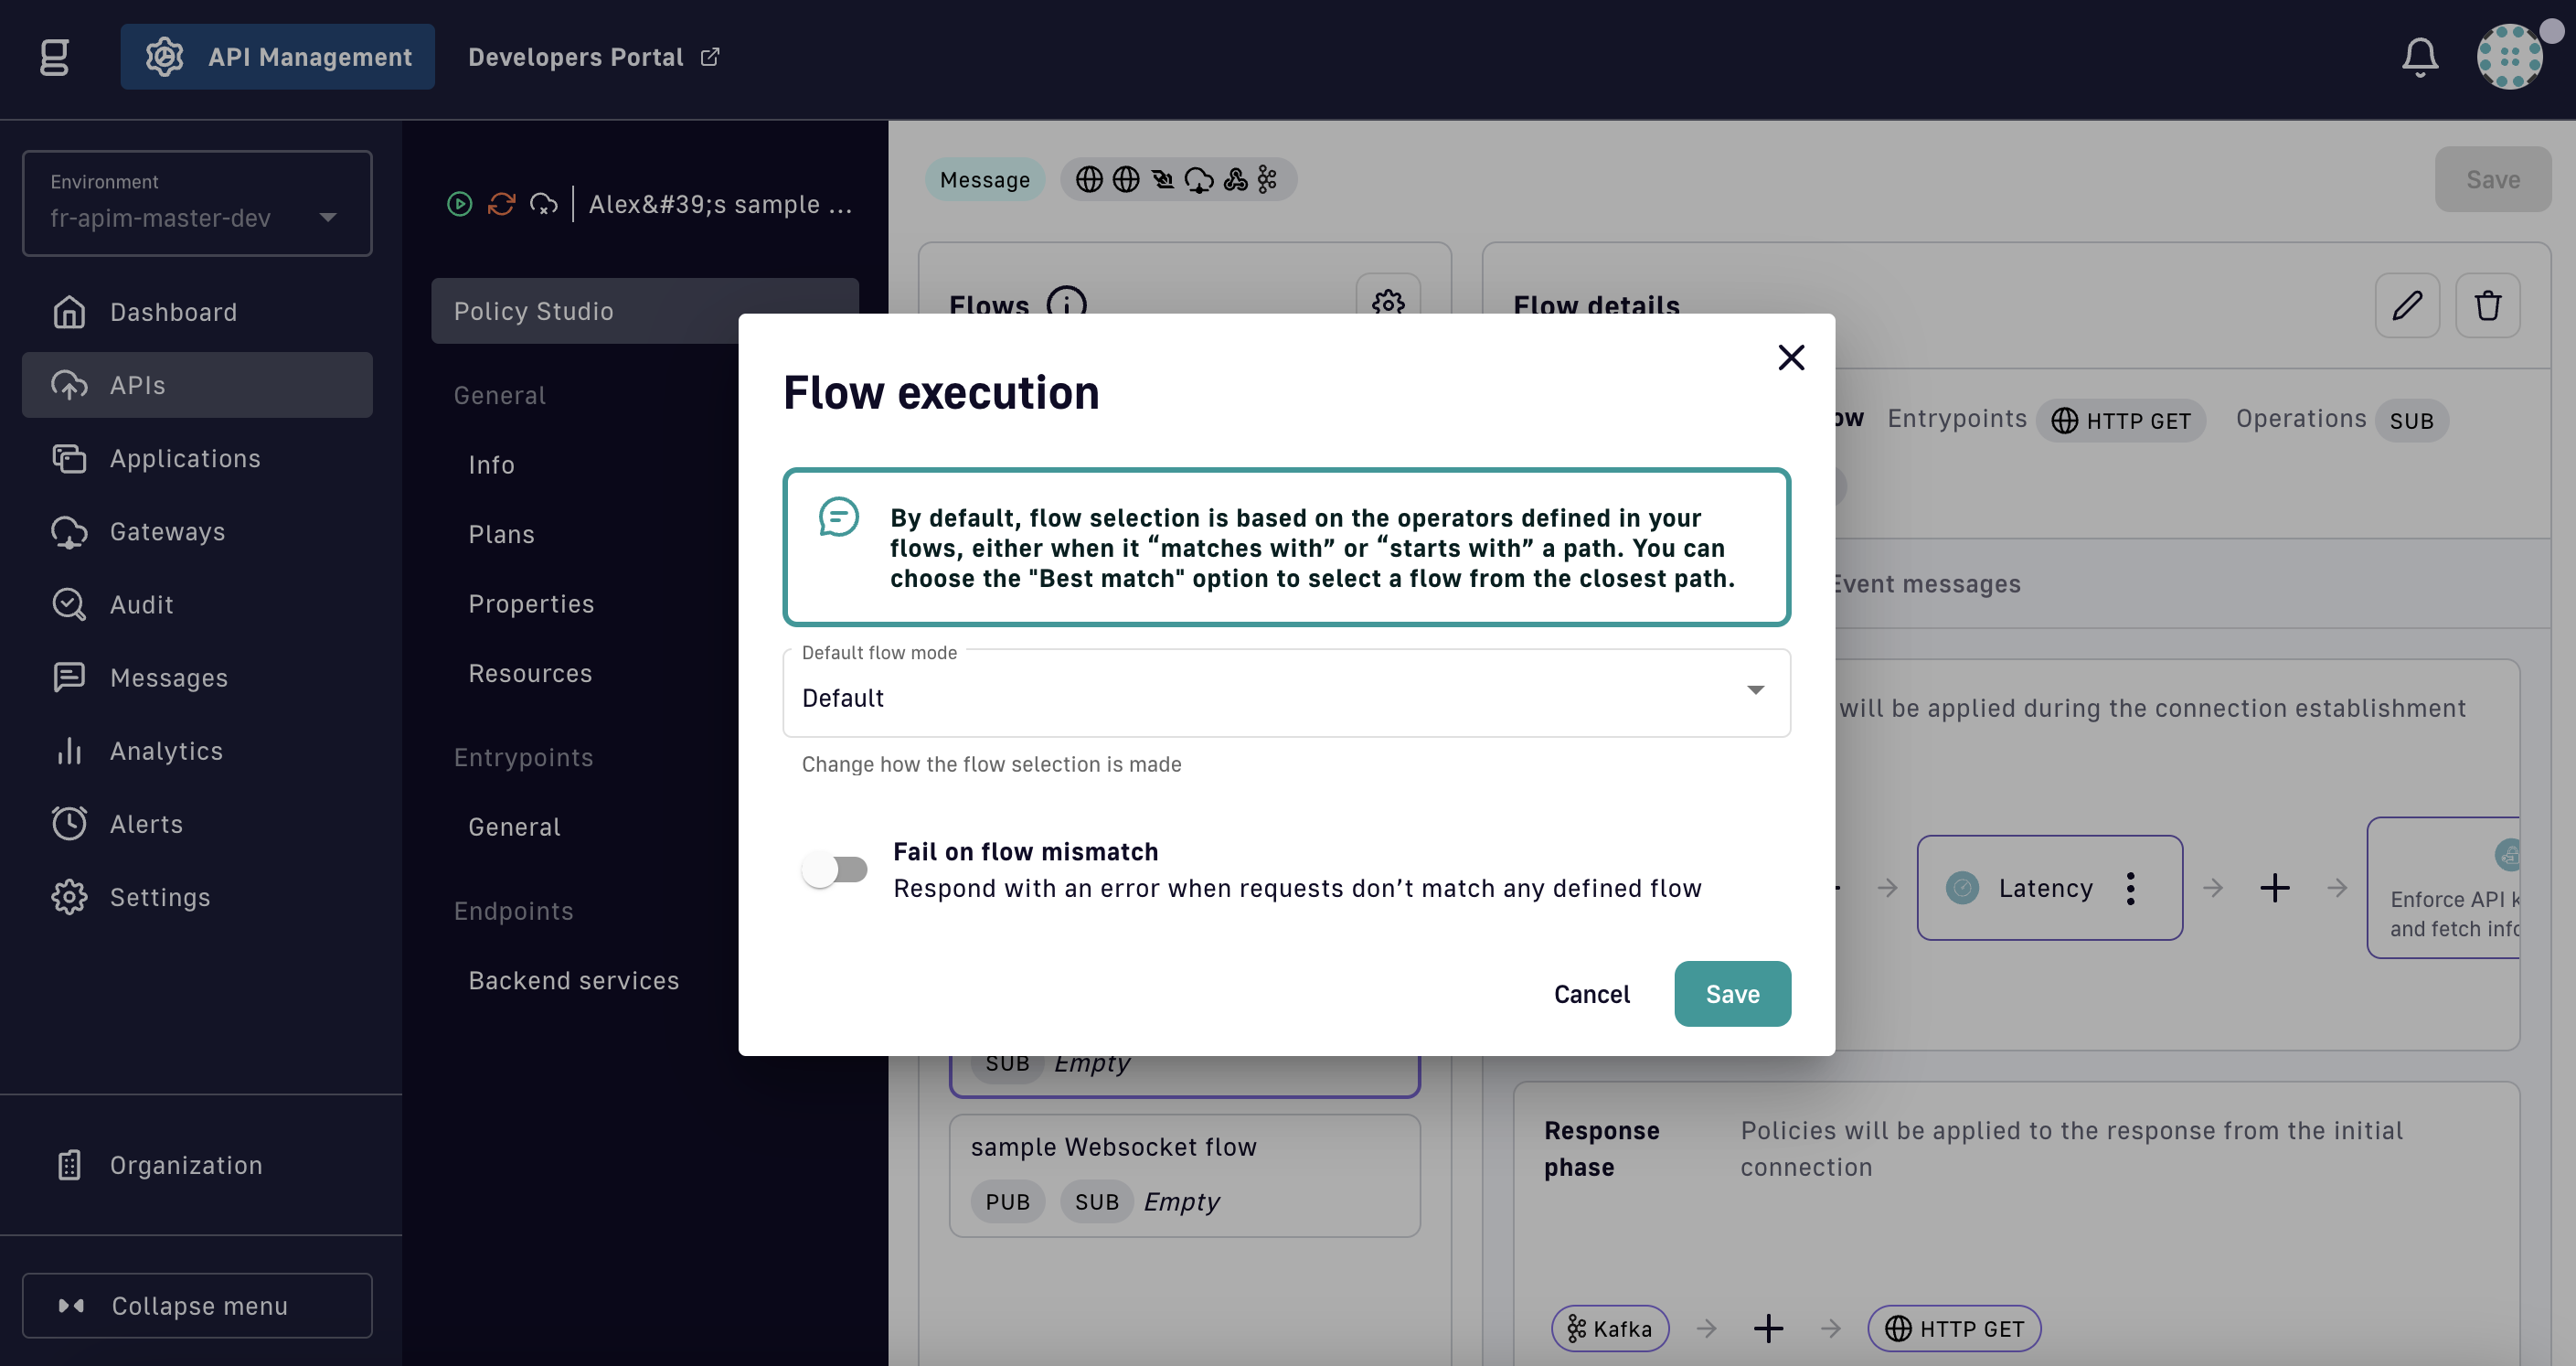 API Management
Developers Portal
Environment
fr-apim-master-dev
Dashboard
APIs
Applications
Gateways
Audit
Messages
Analytics
Alerts
Settings
Organization
Collapse menu
Alex&#39;s sample ...
Policy Studio
General
Info
Plans
Properties
Resources
Entrypoints
General
Endpoints
Backend services
Message
Save
Flows
Flow details
Entrypoints HTTP GET Operations SUB
Event messages
will be applied during the connection establishment
Latency
Enforce API
and fetch
Flow execution
By default, flow selection is based on the operators defined in your
flows, either when it “matches with” or “starts with” a path. You can
choose the "Best match" option to select a flow from the closest path.
Default flow mode
Default
Change how the flow selection is made
Fail on flow mismatch
Respond with an error when requests don’t match any defined flow
Cancel
Save
SUB Empty
sample Websocket flow
PUB SUB Empty
Response
phase
Policies will be applied to the response from the initial
connection
Kafka
HTTP GET